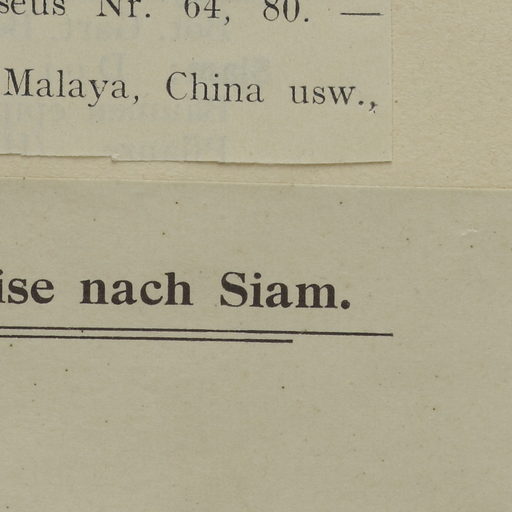 seus Nr. 64, 80. —
Malaya, China usw.,
ise nach Siam.